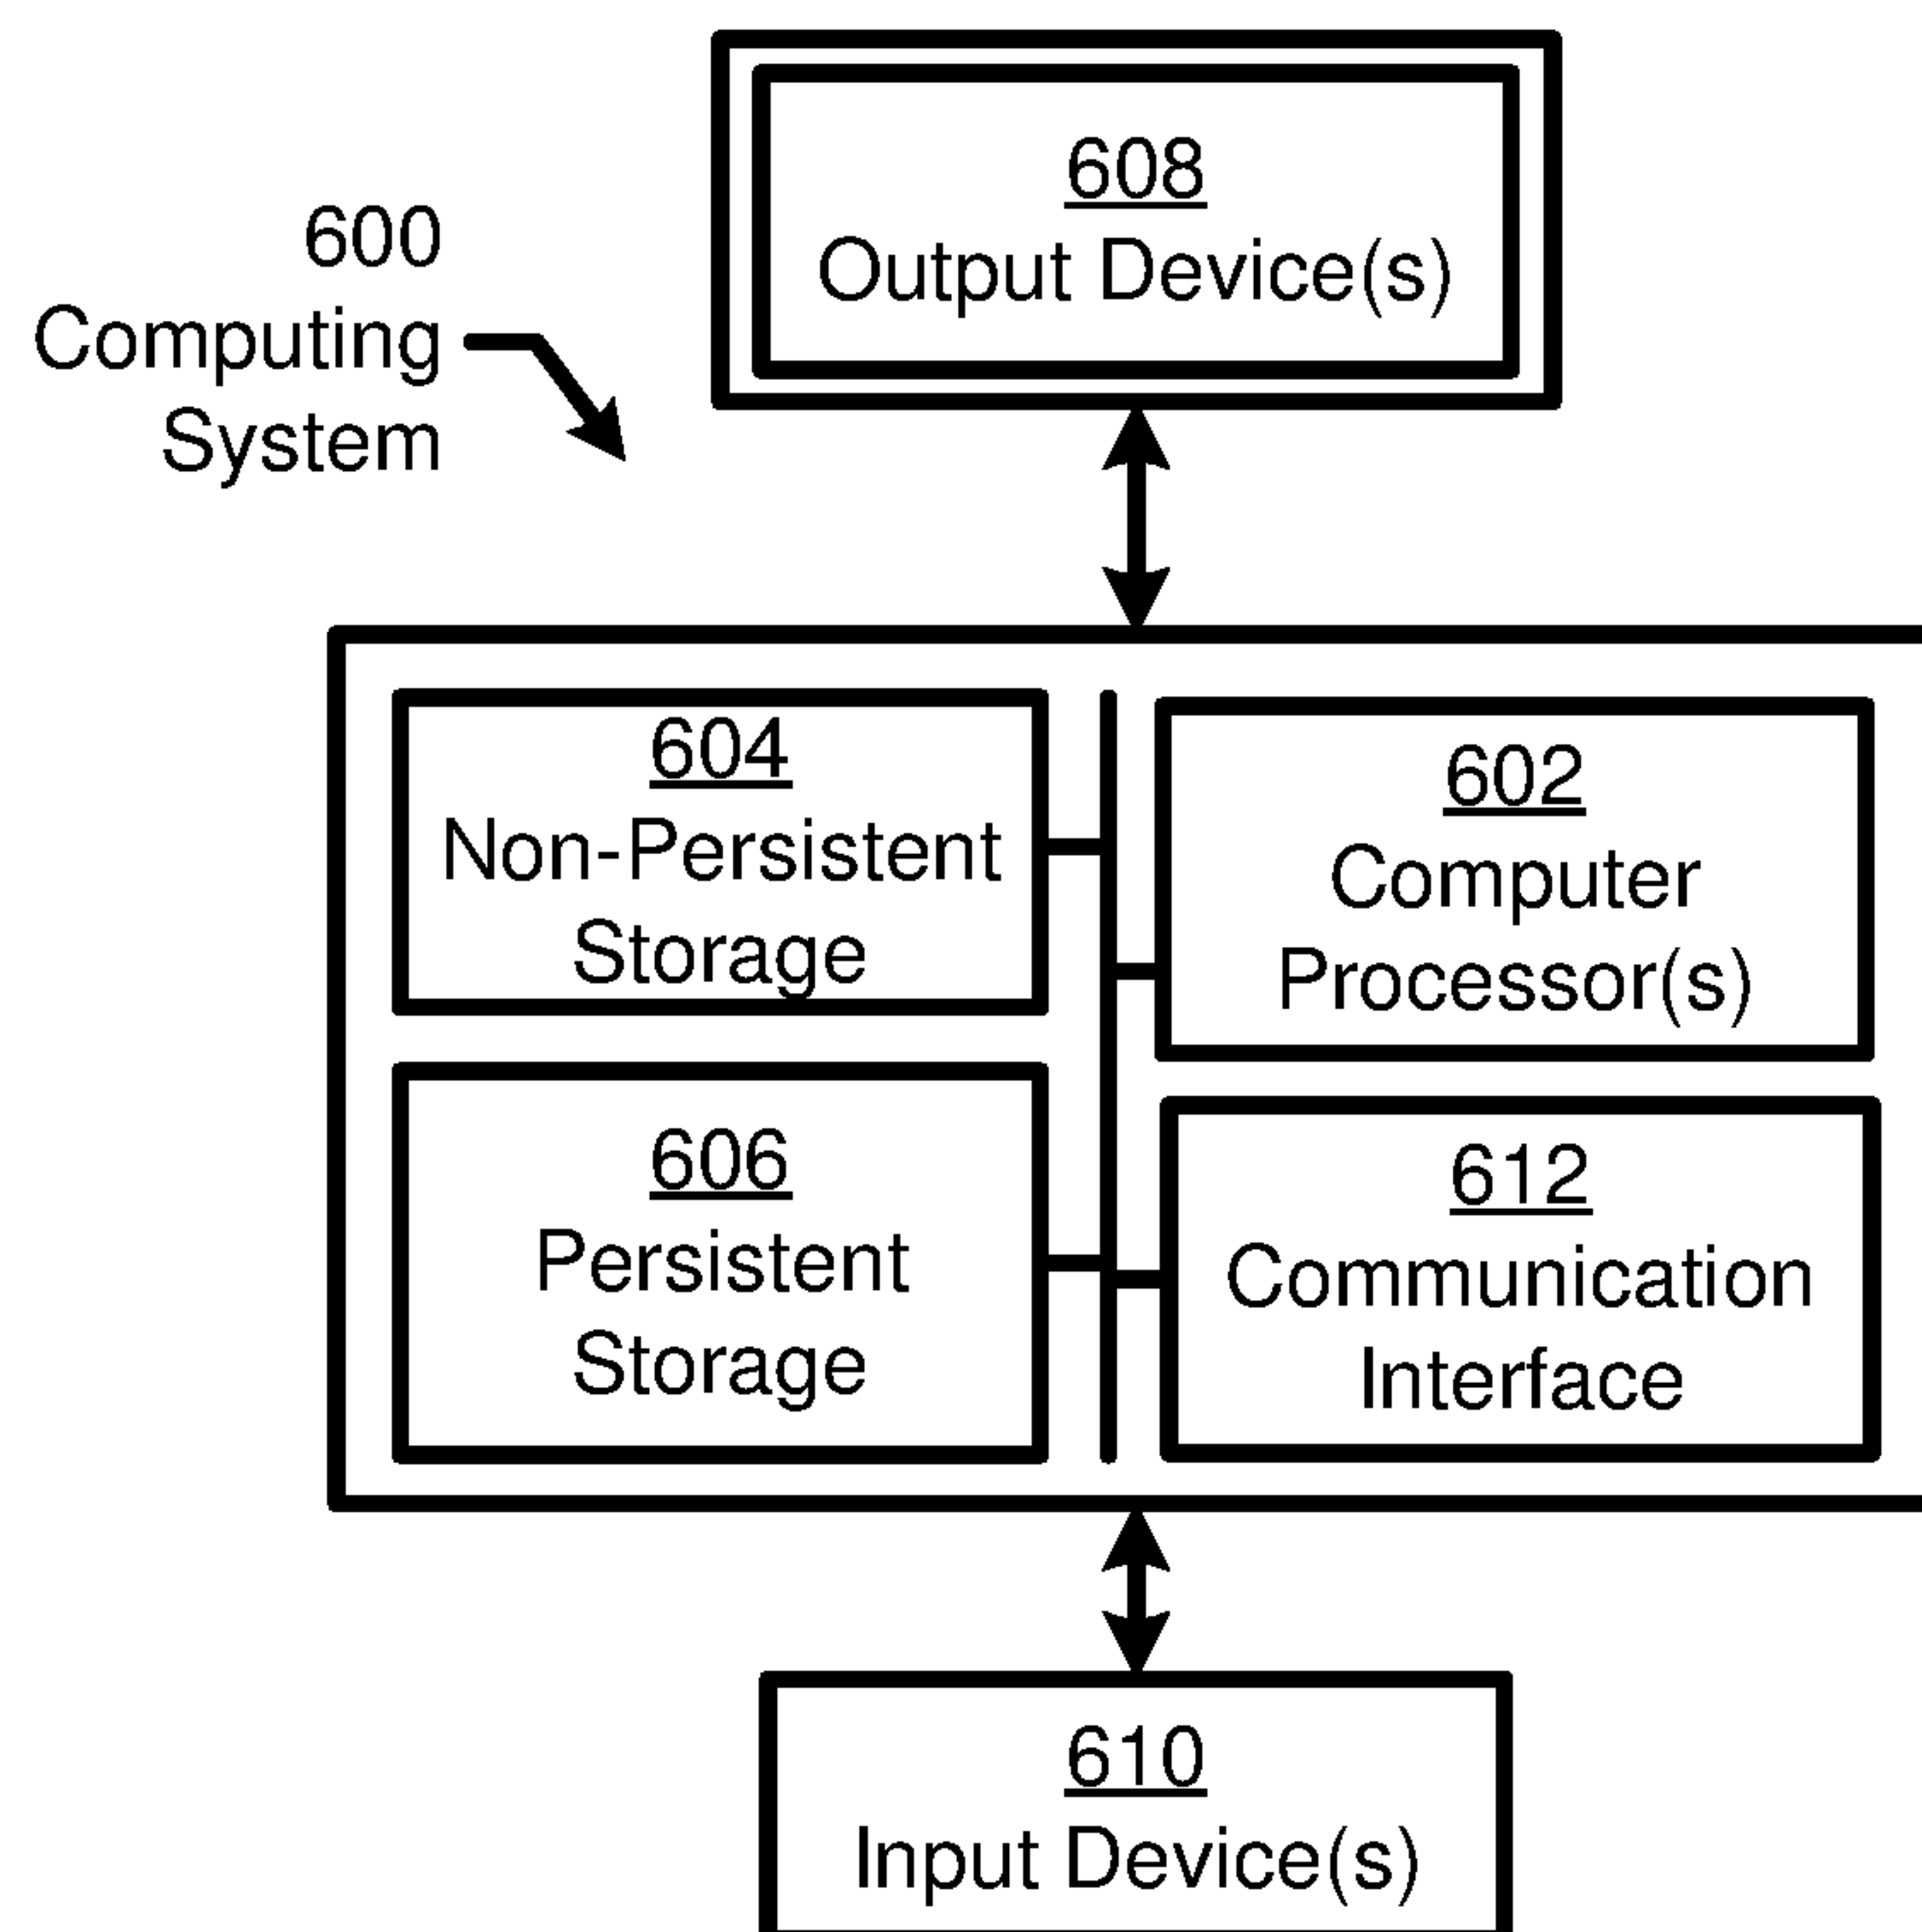 608
Output Device(s)
600
Computing
System
604
Non-Persistent
Storage
602
Computer
Processor(s)
606
Persistent
Storage
612
Communication
Interface
610
Input Device(s)